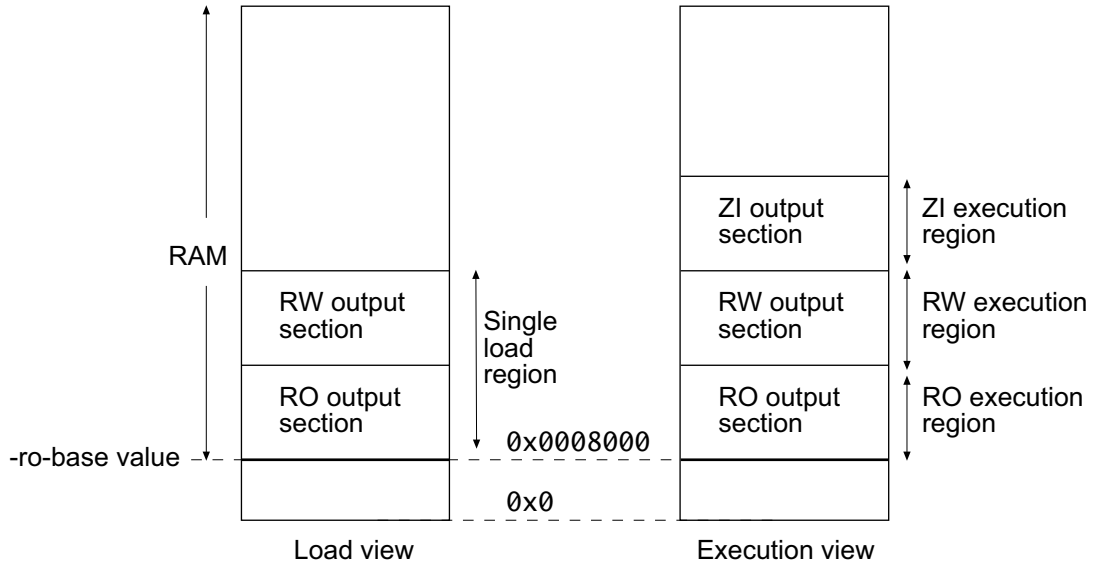 ZI output
section
ZI execution
region
RAM
RW output
section
Single
load
region
RW output
section
RW execution
region
RO output
section
RO output
section
RO execution
region
0x0008000
-ro-base value
0x0
Load view
Execution view